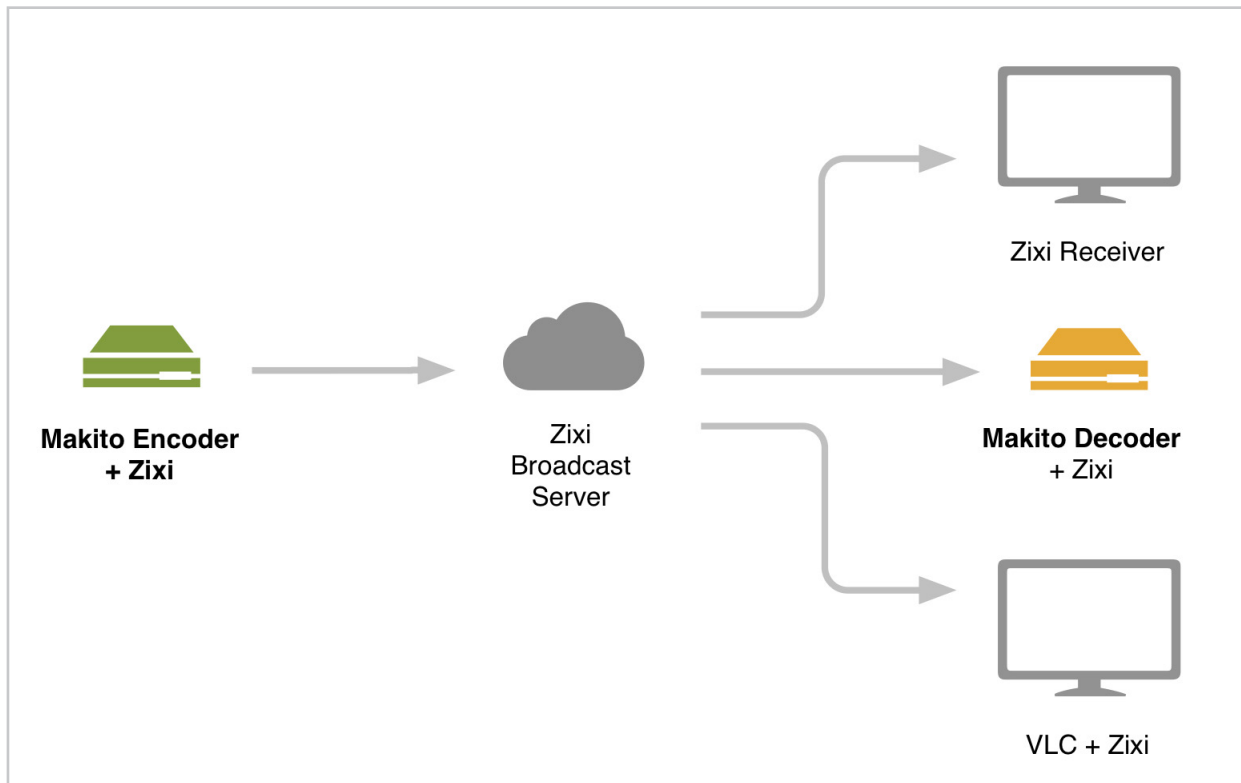 Makito Encoder
+ Zixi
Zixi
Broadcast
Server
Zixi Receiver
Makito Decoder
+ Zixi
VLC + Zixi